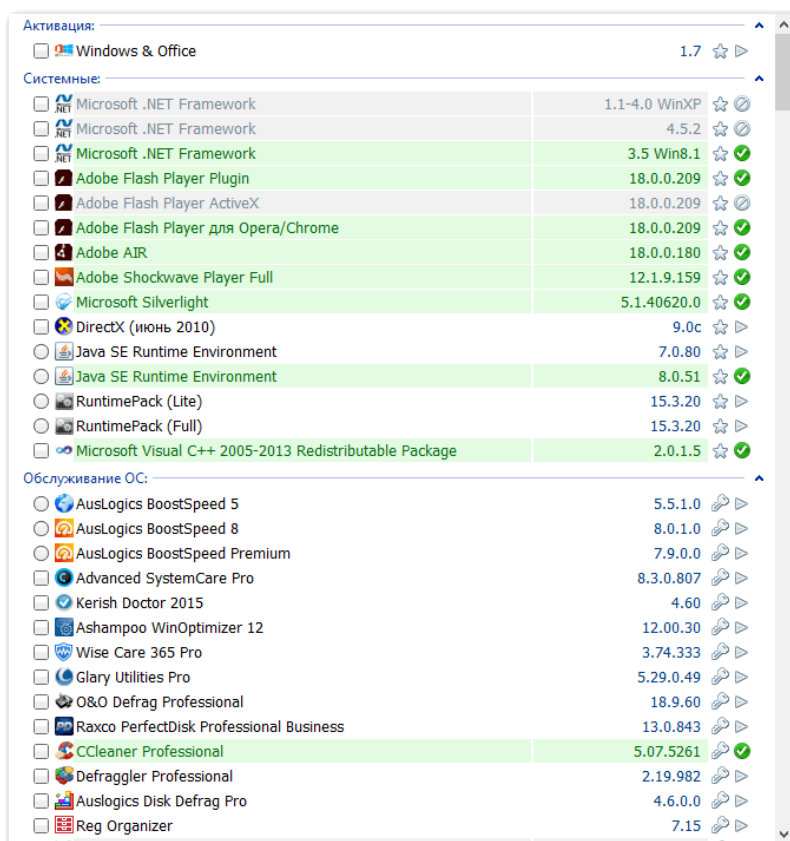 Активация:
Windows & Office 1.7
Системные:
.NET Microsoft .NET Framework 1.1-4.0 WinXP
.NET Microsoft .NET Framework 4.5.2
.NET Microsoft .NET Framework 3.5 Win8.1
Adobe Flash Player Plugin 18.0.0.209
Adobe Flash Player ActiveX 18.0.0.209
Adobe Flash Player для Opera/Chrome 18.0.0.209
Adobe AIR 18.0.0.180
Adobe Shockwave Player Full 12.1.9.159
Microsoft Silverlight 5.1.40620.0
DirectX (июнь 2010) 9.0c
Java SE Runtime Environment 7.0.80
Java SE Runtime Environment 8.0.51
RuntimePack (Lite) 15.3.20
RuntimePack (Full) 15.3.20
Microsoft Visual C++ 2005-2013 Redistributable Package 2.0.1.5
Обслуживание ОС:
AusLogics BoostSpeed 5 5.5.1.0
AusLogics BoostSpeed 8 8.0.1.0
AusLogics BoostSpeed Premium 7.9.0.0
Advanced SystemCare Pro 8.3.0.807
Kerish Doctor 2015 4.60
Ashampoo WinOptimizer 12 12.00.30
Wise Care 365 Pro 3.74.333
Glary Utilities Pro 5.29.0.49
O&O Defrag Professional 18.9.60
PD Raxco PerfectDisk Professional Business 13.0.843
CCleaner Professional 5.07.5261
Defraggler Professional 2.19.982
Auslogics Disk Defrag Pro 4.6.0.0
Reg Organizer 7.15